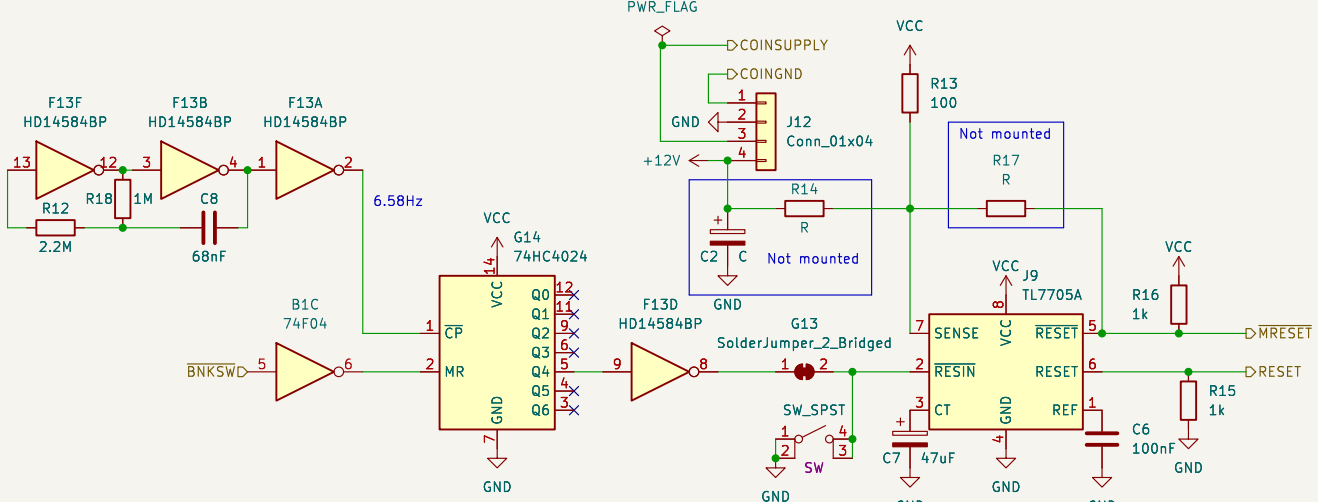 PWR_FLAG
COINSUPPLY
COINGND
1
GND 2
3
+12V 4
J12
Conn_01x04
VCC
R13
100
Not mounted
R17
R
F13F
HD14584BP
F13B
HD14584BP
F13A
HD14584BP
13 12 3 4 1 2
R18 1M
C8
68nF
R12
2.2M
6.58Hz
R14
R
+
C2 C
Not mounted
GND
VCC
G14
74HC4024
14
VCC
1 CP
2 MR
Q0 12
Q1 11
Q2 9
Q3 6
Q4 5
Q5 4
Q6 3
GND
7
GND
B1C
74F04
BNKSW 5 6
F13D
HD14584BP
9 8
G13
SolderJumper_2_Bridged
1 2
SW_SPST
1 4
2 3
SW
GND
VCC
J9
TL7705A
8
VCC
7 SENSE
RESET 5
2 RESIN
RESET 6
3 CT
REF 1
GND
4
GND
+
C7 47uF
C6
100nF
VCC
R16
1k
MRESET
RESET
R15
1k
GND